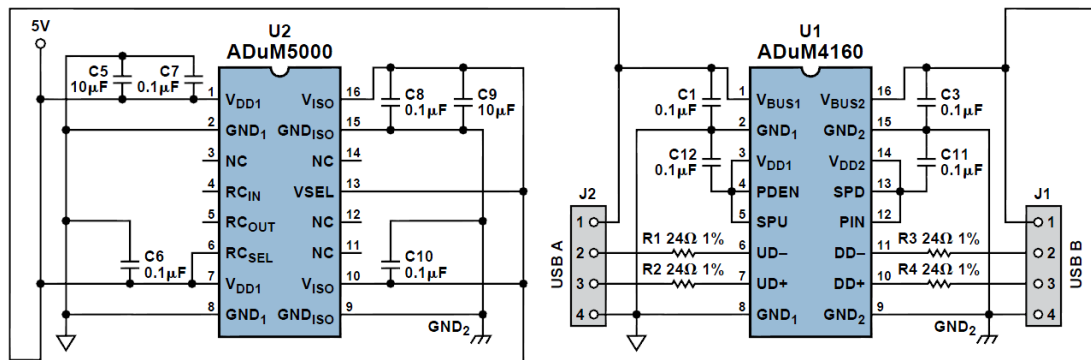 5V
U2
ADuM5000
C5
10µF
C7
0.1µF
1 VDD1
2 GND1
3 NC
4 RCIN
5 RCOUT
6 RCSEL
7 VDD1
8 GND1
VISO 16
GNDISO 15
NC 14
VSEL 13
NC 12
NC 11
VISO 10
GNDISO 9
C6
0.1µF
C8
0.1µF
C9
10µF
C10
0.1µF
GND2
U1
ADuM4160
C1
0.1µF
C12
0.1µF
1 VBUS1
2 GND1
3 VDD1
4 PDEN
5 SPU
6 UD–
7 UD+
8 GND1
VBUS2 16
GND2 15
VDD2 14
SPD 13
PIN 12
DD– 11
DD+ 10
GND2 9
C3
0.1µF
C11
0.1µF
J2
USB A
1
2
3
4
R1 24Ω 1%
R2 24Ω 1%
R3 24Ω 1%
R4 24Ω 1%
GND2
J1
1
2
3
4
USB B